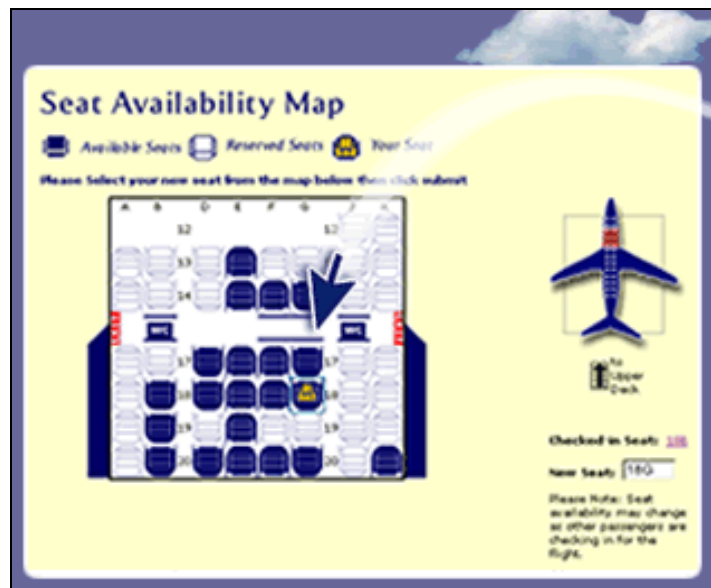 Seat Availability Map
Available Seats Reserved Seats Your Seat
Please Select your new seat from the map below then click submit
A B D E F G J K
12 12
13
14
WC WC
17 17
18 18
19 19
20 20
to
Upper
Deck
Checked in Seat:
New Seat: 18G
Please Note: Seat
availability may change
as other passengers are
checking in for the
flight.